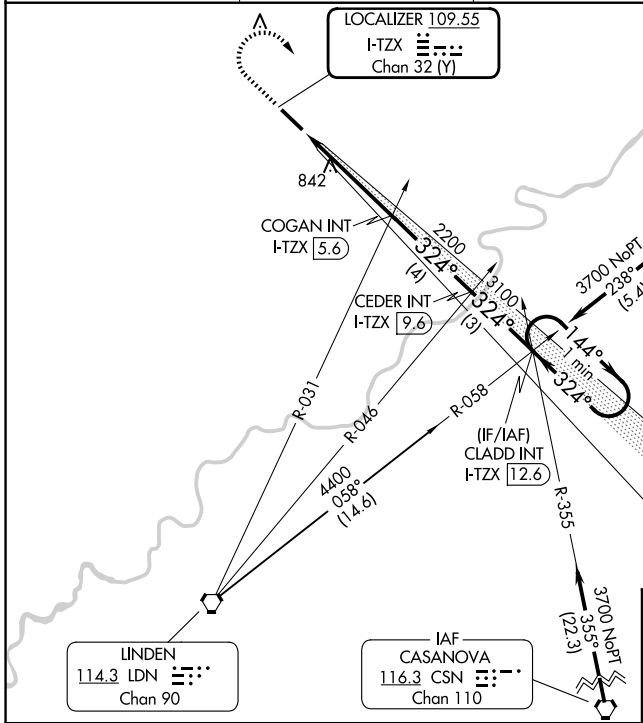 LOCALIZER 109.55
I-TZX
Chan 32 (Y)
842
COGAN INT
I-TZX 5.6
2200
324°
(4)
CEDER INT
I-TZX 9.6
3100
324°
(3)
3700 NoPT
238°
(5.4)
144°
1 min
324°
R-031
R-046
R-058
(IF/IAF)
CLADD INT
I-TZX 12.6
4400
058°
(14.6)
R-355
3700 NoPT
355°
(22.3)
LINDEN
114.3 LDN
Chan 90
IAF
CASANOVA
116.3 CSN
Chan 110